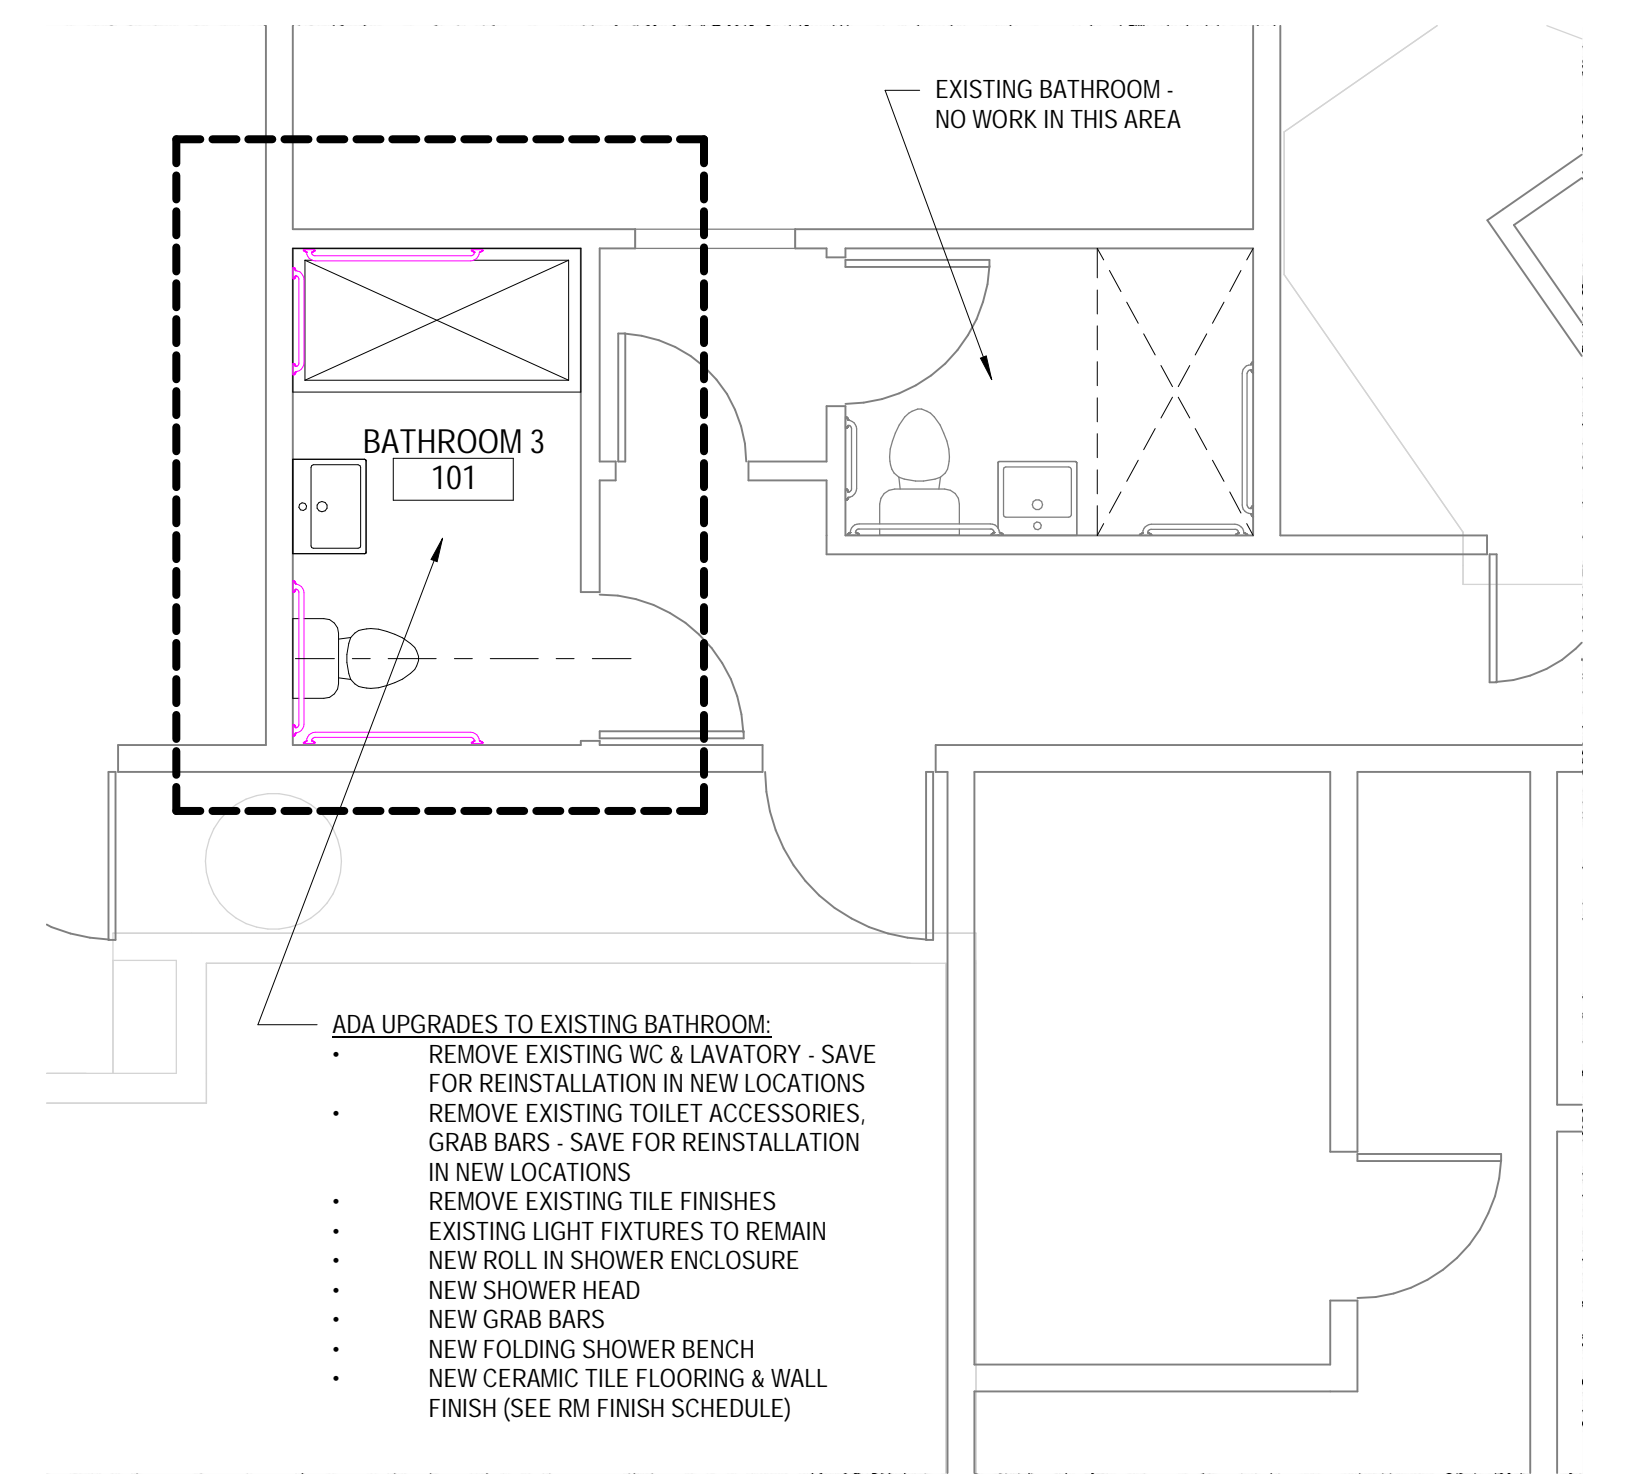 EXISTING BATHROOM -
NO WORK IN THIS AREA
BATHROOM 3
101
ADA UPGRADES TO EXISTING BATHROOM:
• REMOVE EXISTING WC & LAVATORY - SAVE
FOR REINSTALLATION IN NEW LOCATIONS
• REMOVE EXISTING TOILET ACCESSORIES,
GRAB BARS - SAVE FOR REINSTALLATION
IN NEW LOCATIONS
• REMOVE EXISTING TILE FINISHES
• EXISTING LIGHT FIXTURES TO REMAIN
• NEW ROLL IN SHOWER ENCLOSURE
• NEW SHOWER HEAD
• NEW GRAB BARS
• NEW FOLDING SHOWER BENCH
• NEW CERAMIC TILE FLOORING & WALL
FINISH (SEE RM FINISH SCHEDULE)